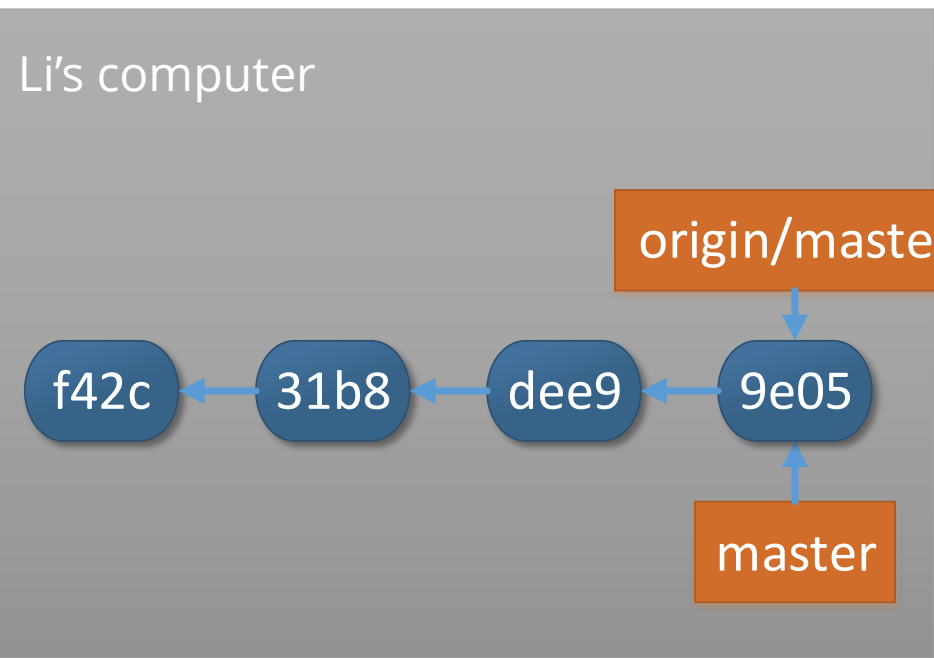 Li’s computer
origin/maste
f42c
31b8
dee9
9e05
master